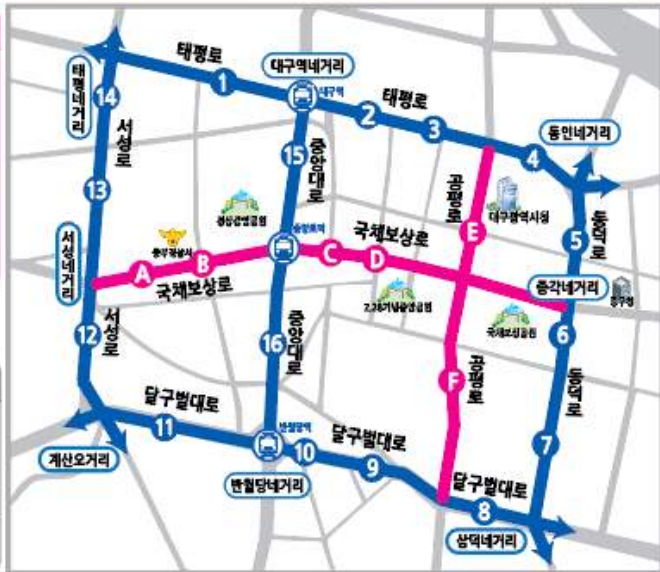 태평로
대구역네거리
대구역
태평로
동인네거리
태평네거리
서성로
중앙대로
공평로
대구광역시청
동덕로
경상감영공원
중앙로역
국채보상로
중부경찰서
국채보상로
서성네거리
2.28기념중앙공원
국채보상공원
종각네거리
중구청
서성로
중앙대로
공평로
동덕로
달구벌대로
반월당역
달구벌대로
달구벌대로
계산오거리
반월당네거리
삼덕네거리
1
2
3
4
5
6
7
8
9
10
11
12
13
14
15
16
A
B
C
D
E
F